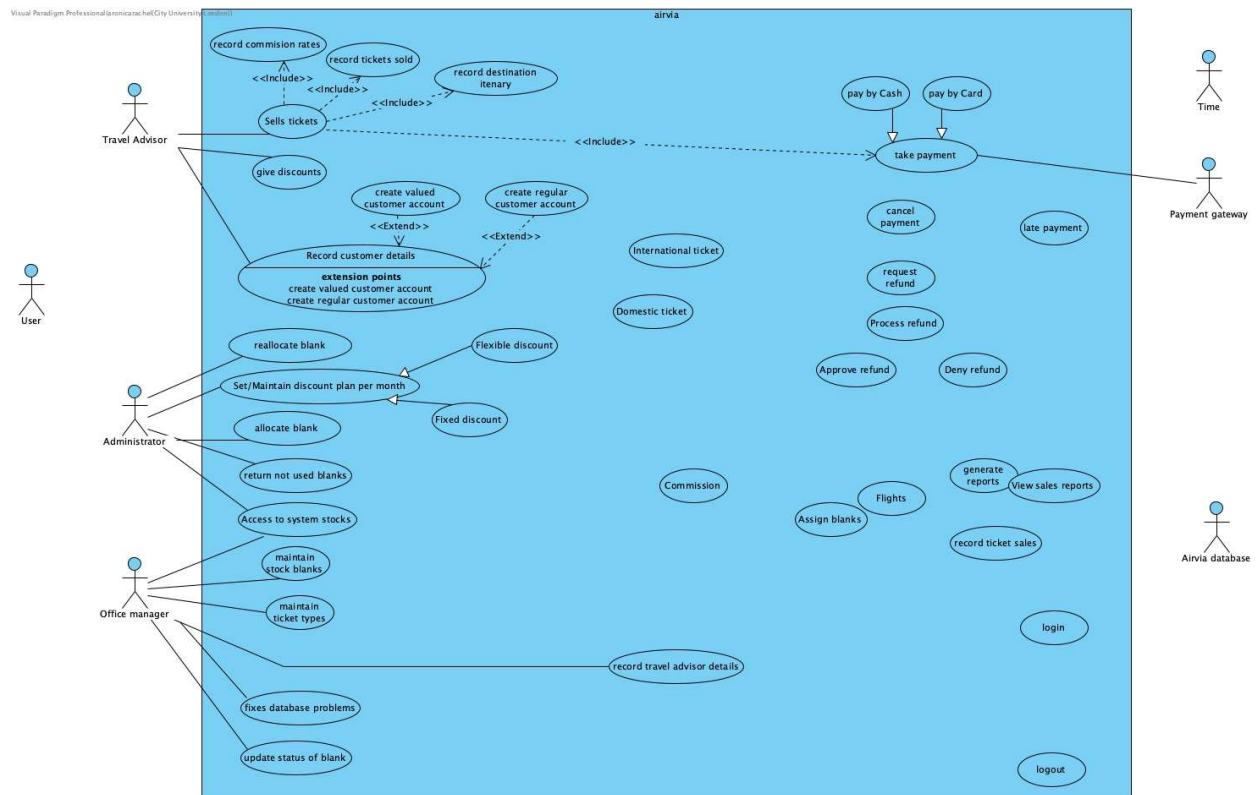 Visual Paradigm Professional(aronicarachel(City University London))
airvia
record commision rates
record tickets sold
record destination
itenary
<<Include>>
<<Include>>
<<Include>>
Sells tickets
<<Include>>
pay by Cash
pay by Card
take payment
Travel Advisor
Time
give discounts
create valued
customer account
create regular
customer account
<<Extend>>
<<Extend>>
Record customer details
extension points
create valued customer account
create regular customer account
cancel
payment
late payment
Payment gateway
International ticket
request
refund
Domestic ticket
Process refund
User
reallocate blank
Flexible discount
Approve refund
Deny refund
Set/Maintain discount plan per month
Fixed discount
allocate blank
Administrator
return not used blanks
Commission
generate
reports
View sales reports
Flights
Access to system stocks
Assign blanks
record ticket sales
Airvia database
maintain
stock blanks
Office manager
maintain
ticket types
login
record travel advisor details
fixes database problems
update status of blank
logout